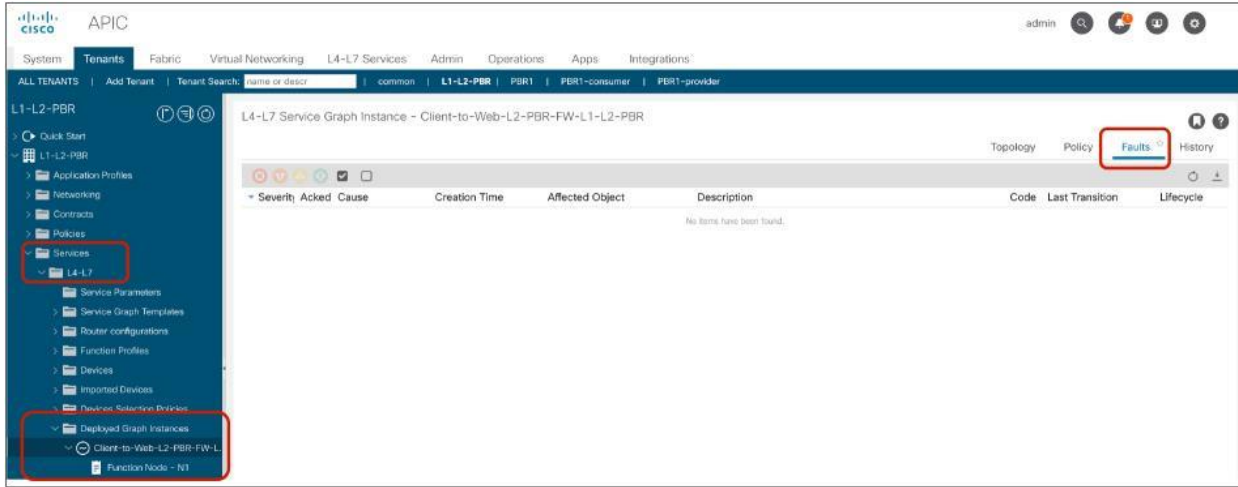 cisco
APIC
admin
System Tenants Fabric Virtual Networking L4-L7 Services Admin Operations Apps Integrations
ALL TENANTS | Add Tenant | Tenant Search: name or descr | common | L1-L2-PBR | PBR1 | PBR1-consumer | PBR1-provider
L1-L2-PBR
Quick Start
L1-L2-PBR
Application Profiles
Networking
Contracts
Policies
Services
L4-L7
Service Parameters
Service Graph Templates
Router configurations
Function Profiles
Devices
Imported Devices
Devices Selection Policies
Deployed Graph Instances
Client-to-Web-L2-PBR-FW-L..
Function Node - N1
L4-L7 Service Graph Instance - Client-to-Web-L2-PBR-FW-L1-L2-PBR
Topology Policy Faults History
Severity Acked Cause Creation Time Affected Object Description Code Last Transition Lifecycle
No items have been found.